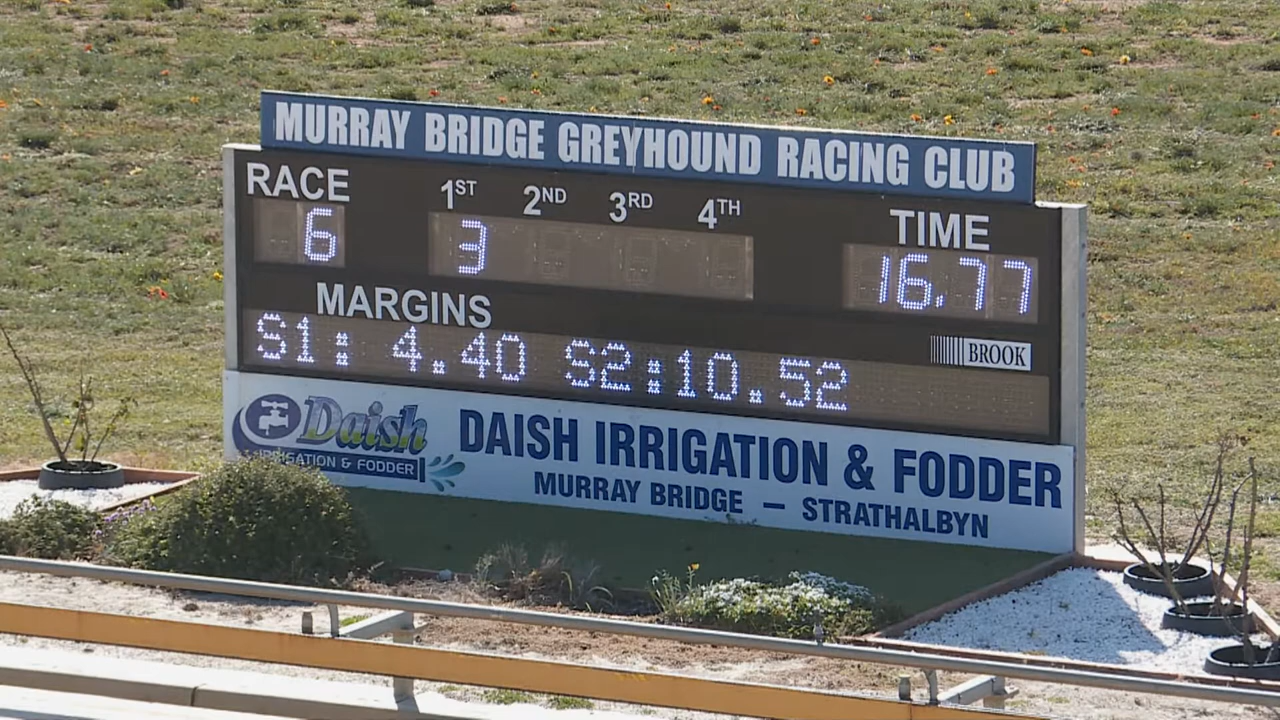 MURRAY BRIDGE GREYHOUND RACING CLUB
RACE 1ST 2ND 3RD 4TH TIME
6 3 16.77
MARGINS
S1: 4.40 S2:10.52
BROOK
Daish
IRRIGATION & FODDER
DAISH IRRIGATION & FODDER
MURRAY BRIDGE – STRATHALBYN